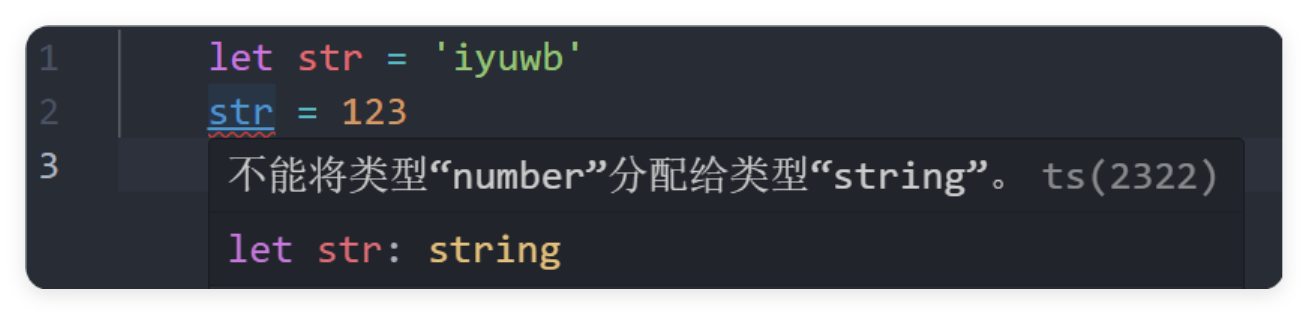 1 let str = 'iyuwb'
2 str = 123
3
不能将类型“number”分配给类型“string”。 ts(2322)
let str: string